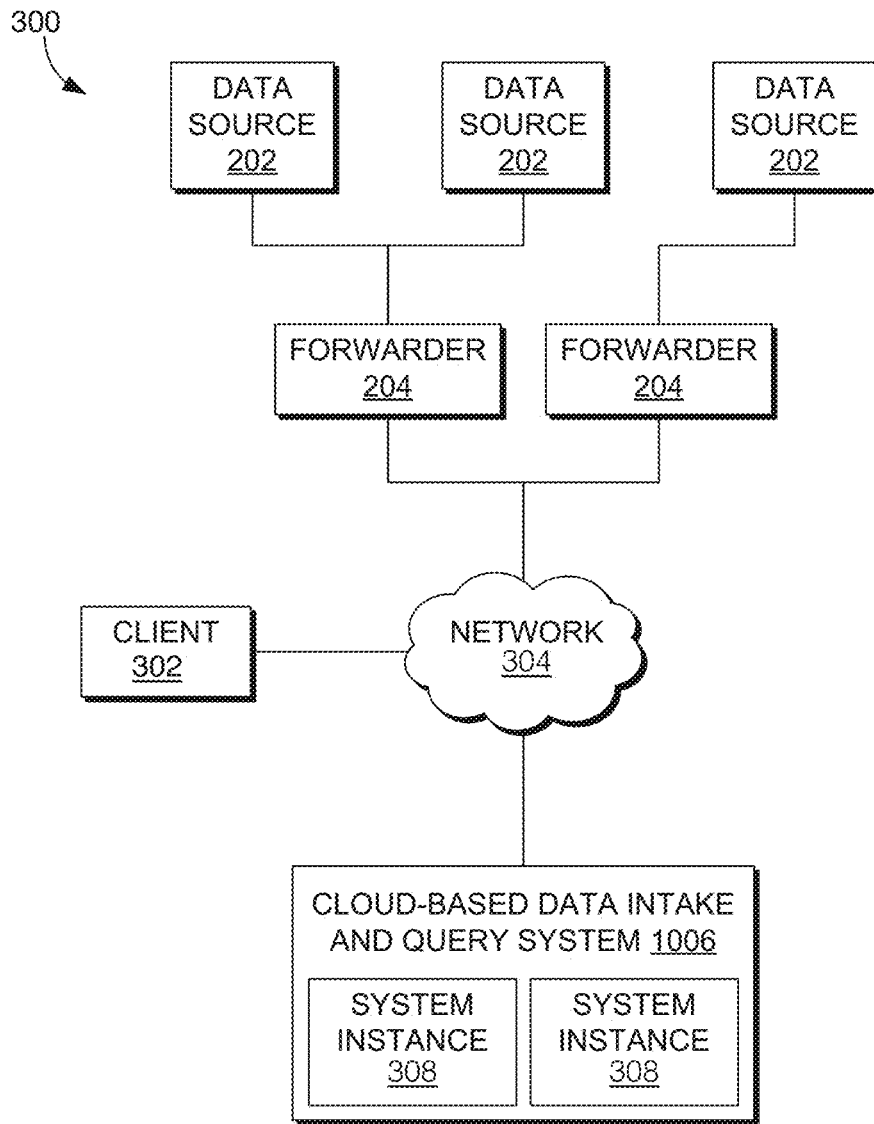 300
DATA
SOURCE
202
DATA
SOURCE
202
DATA
SOURCE
202
FORWARDER
204
FORWARDER
204
CLIENT
302
NETWORK
304
CLOUD-BASED DATA INTAKE
AND QUERY SYSTEM 1006
SYSTEM
INSTANCE
308
SYSTEM
INSTANCE
308